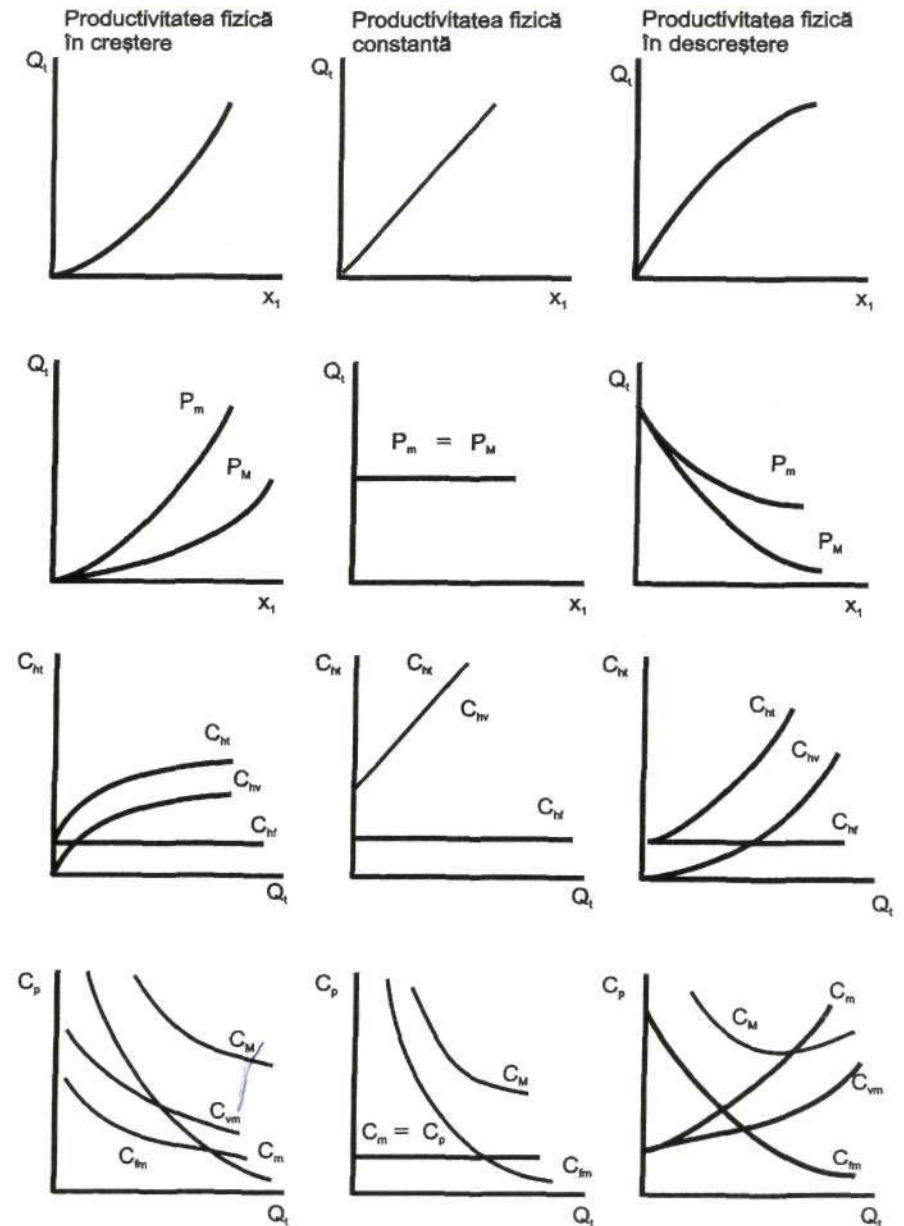 Productivitatea fizică
în creștere
Productivitatea fizică
constantă
Productivitatea fizică
în descreștere
Qt
x1
Qt
x1
Qt
x1
Qt
Pm
PM
x1
Qt
Pm = PM
x1
Qt
Pm
PM
x1
Cht
Cht
Chv
Chf
Qt
Cht
Cht
Chv
Chf
Qt
Cht
Cht
Chv
Chf
Qt
Cp
CM
Cvm
Cfm
Cm
Qt
Cp
CM
Cm = Cp
Cfm
Qt
Cp
Cm
CM
Cvm
Cfm
Qt